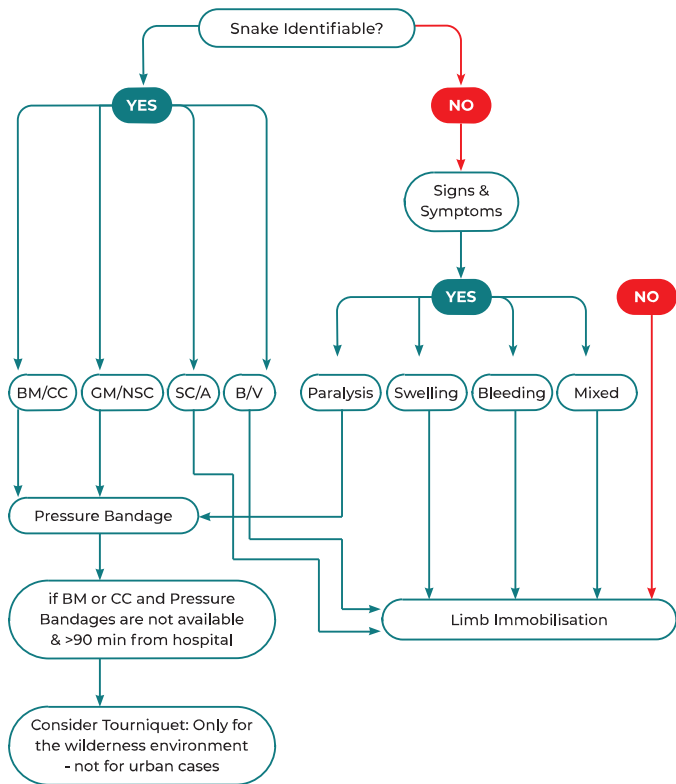 Snake Identifiable?
YES
NO
Signs &
Symptoms
YES
NO
BM/CC
GM/NSC
SC/A
B/V
Paralysis
Swelling
Bleeding
Mixed
Pressure Bandage
if BM or CC and Pressure
Bandages are not available
& >90 min from hospital
Limb Immobilisation
Consider Tourniquet: Only for
the wilderness environment
- not for urban cases